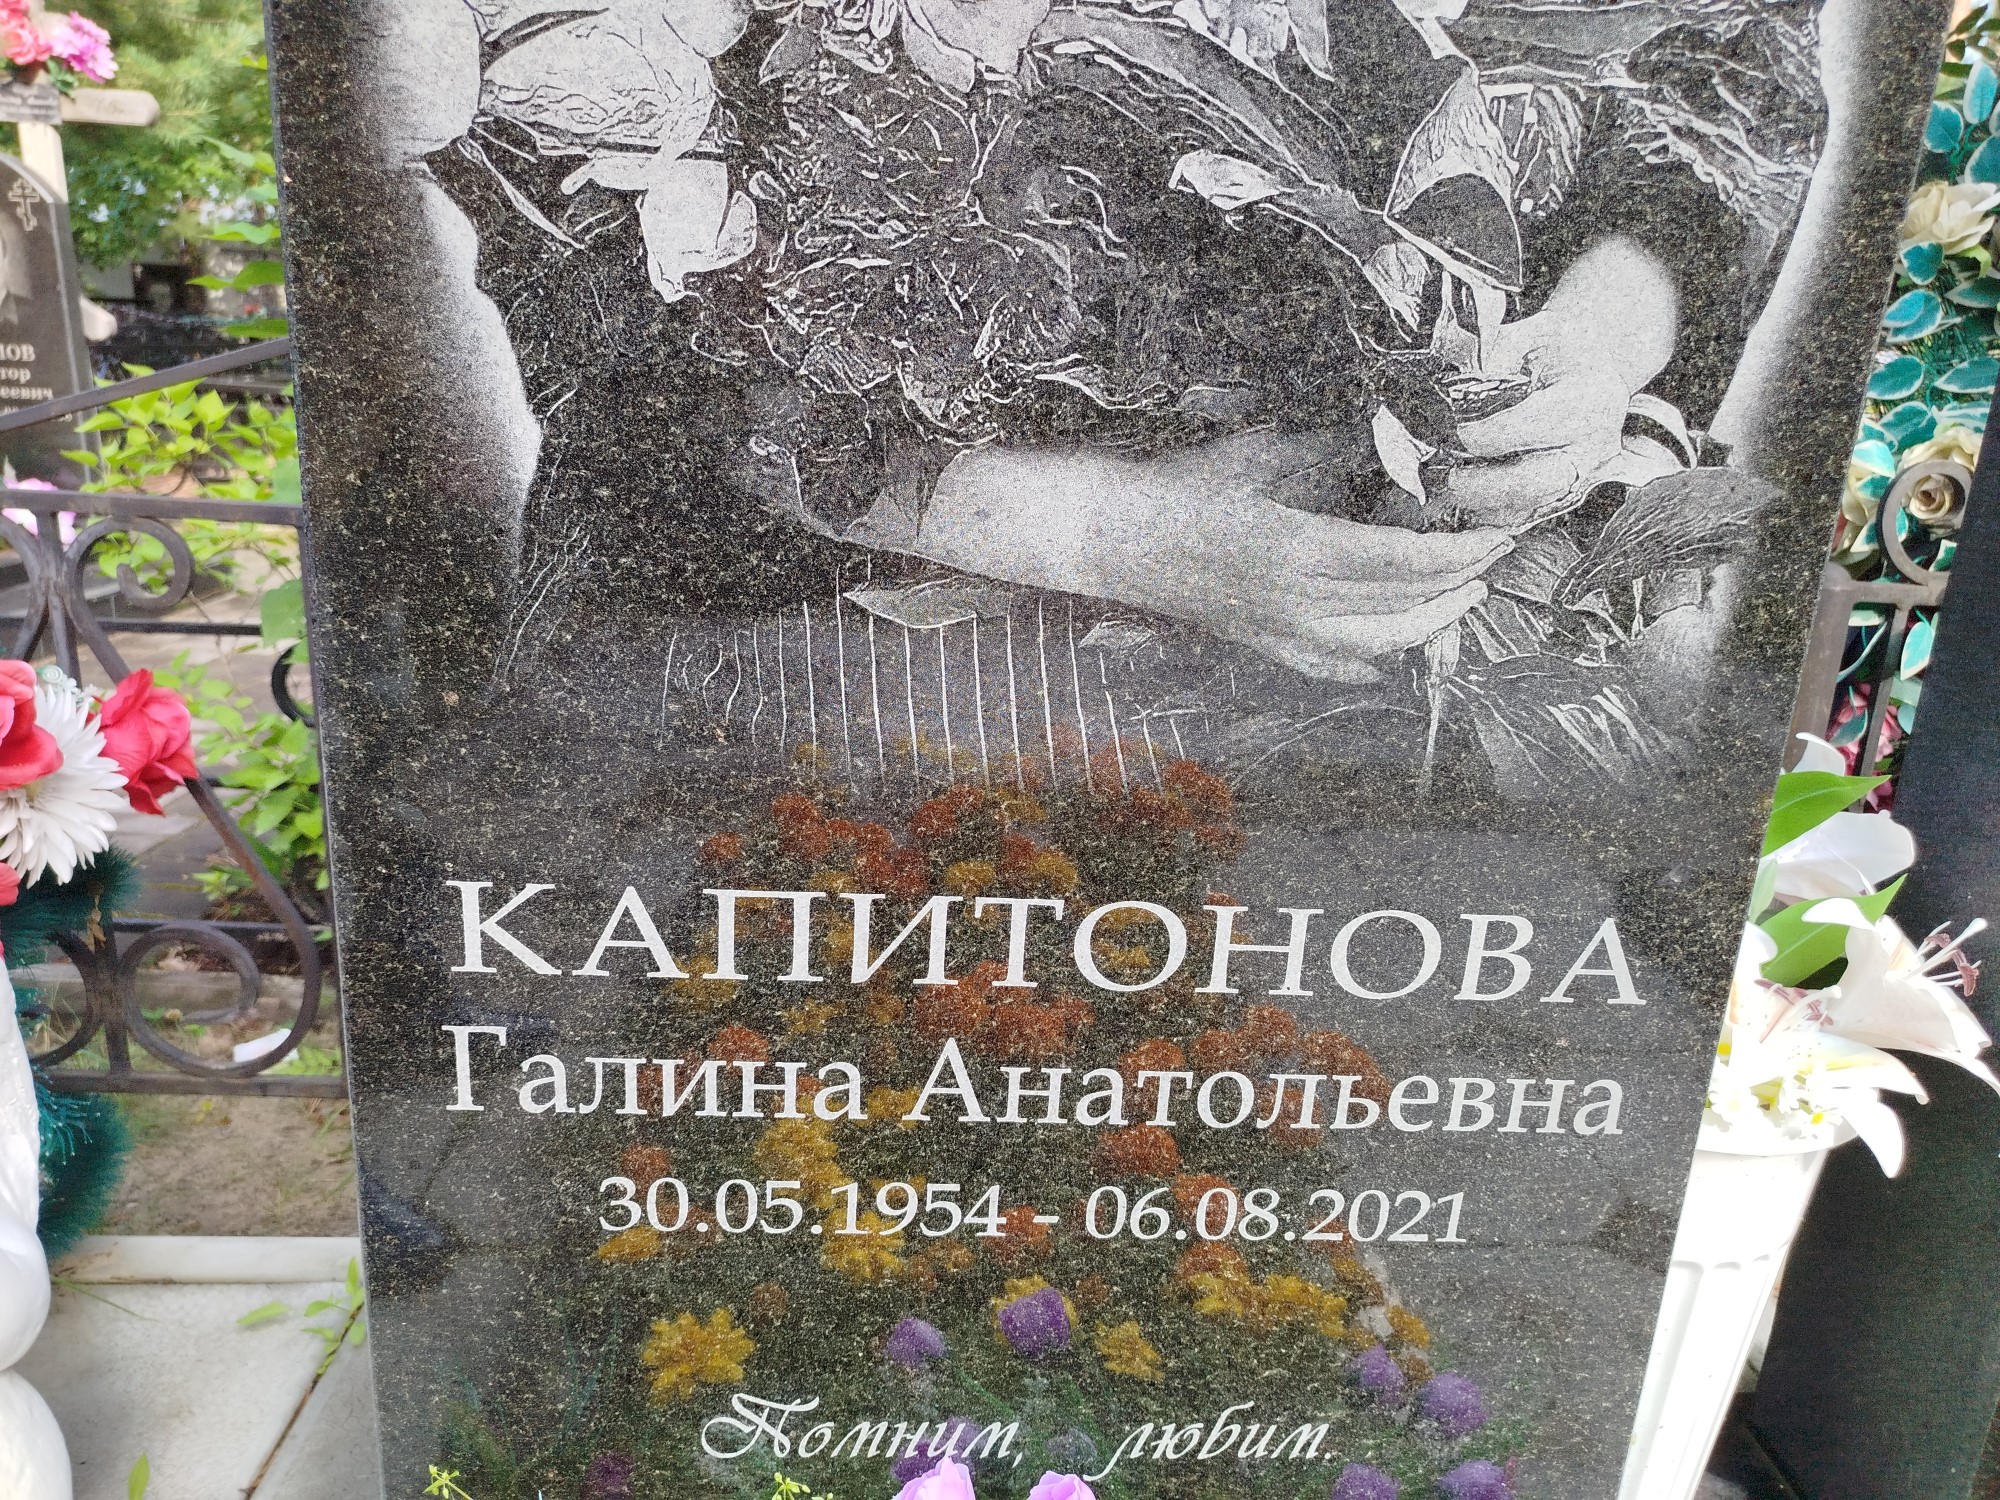 КАПИТОНОВА
Галина Анатольевна
30.05.1954 - 06.08.2021
Помним, любим.